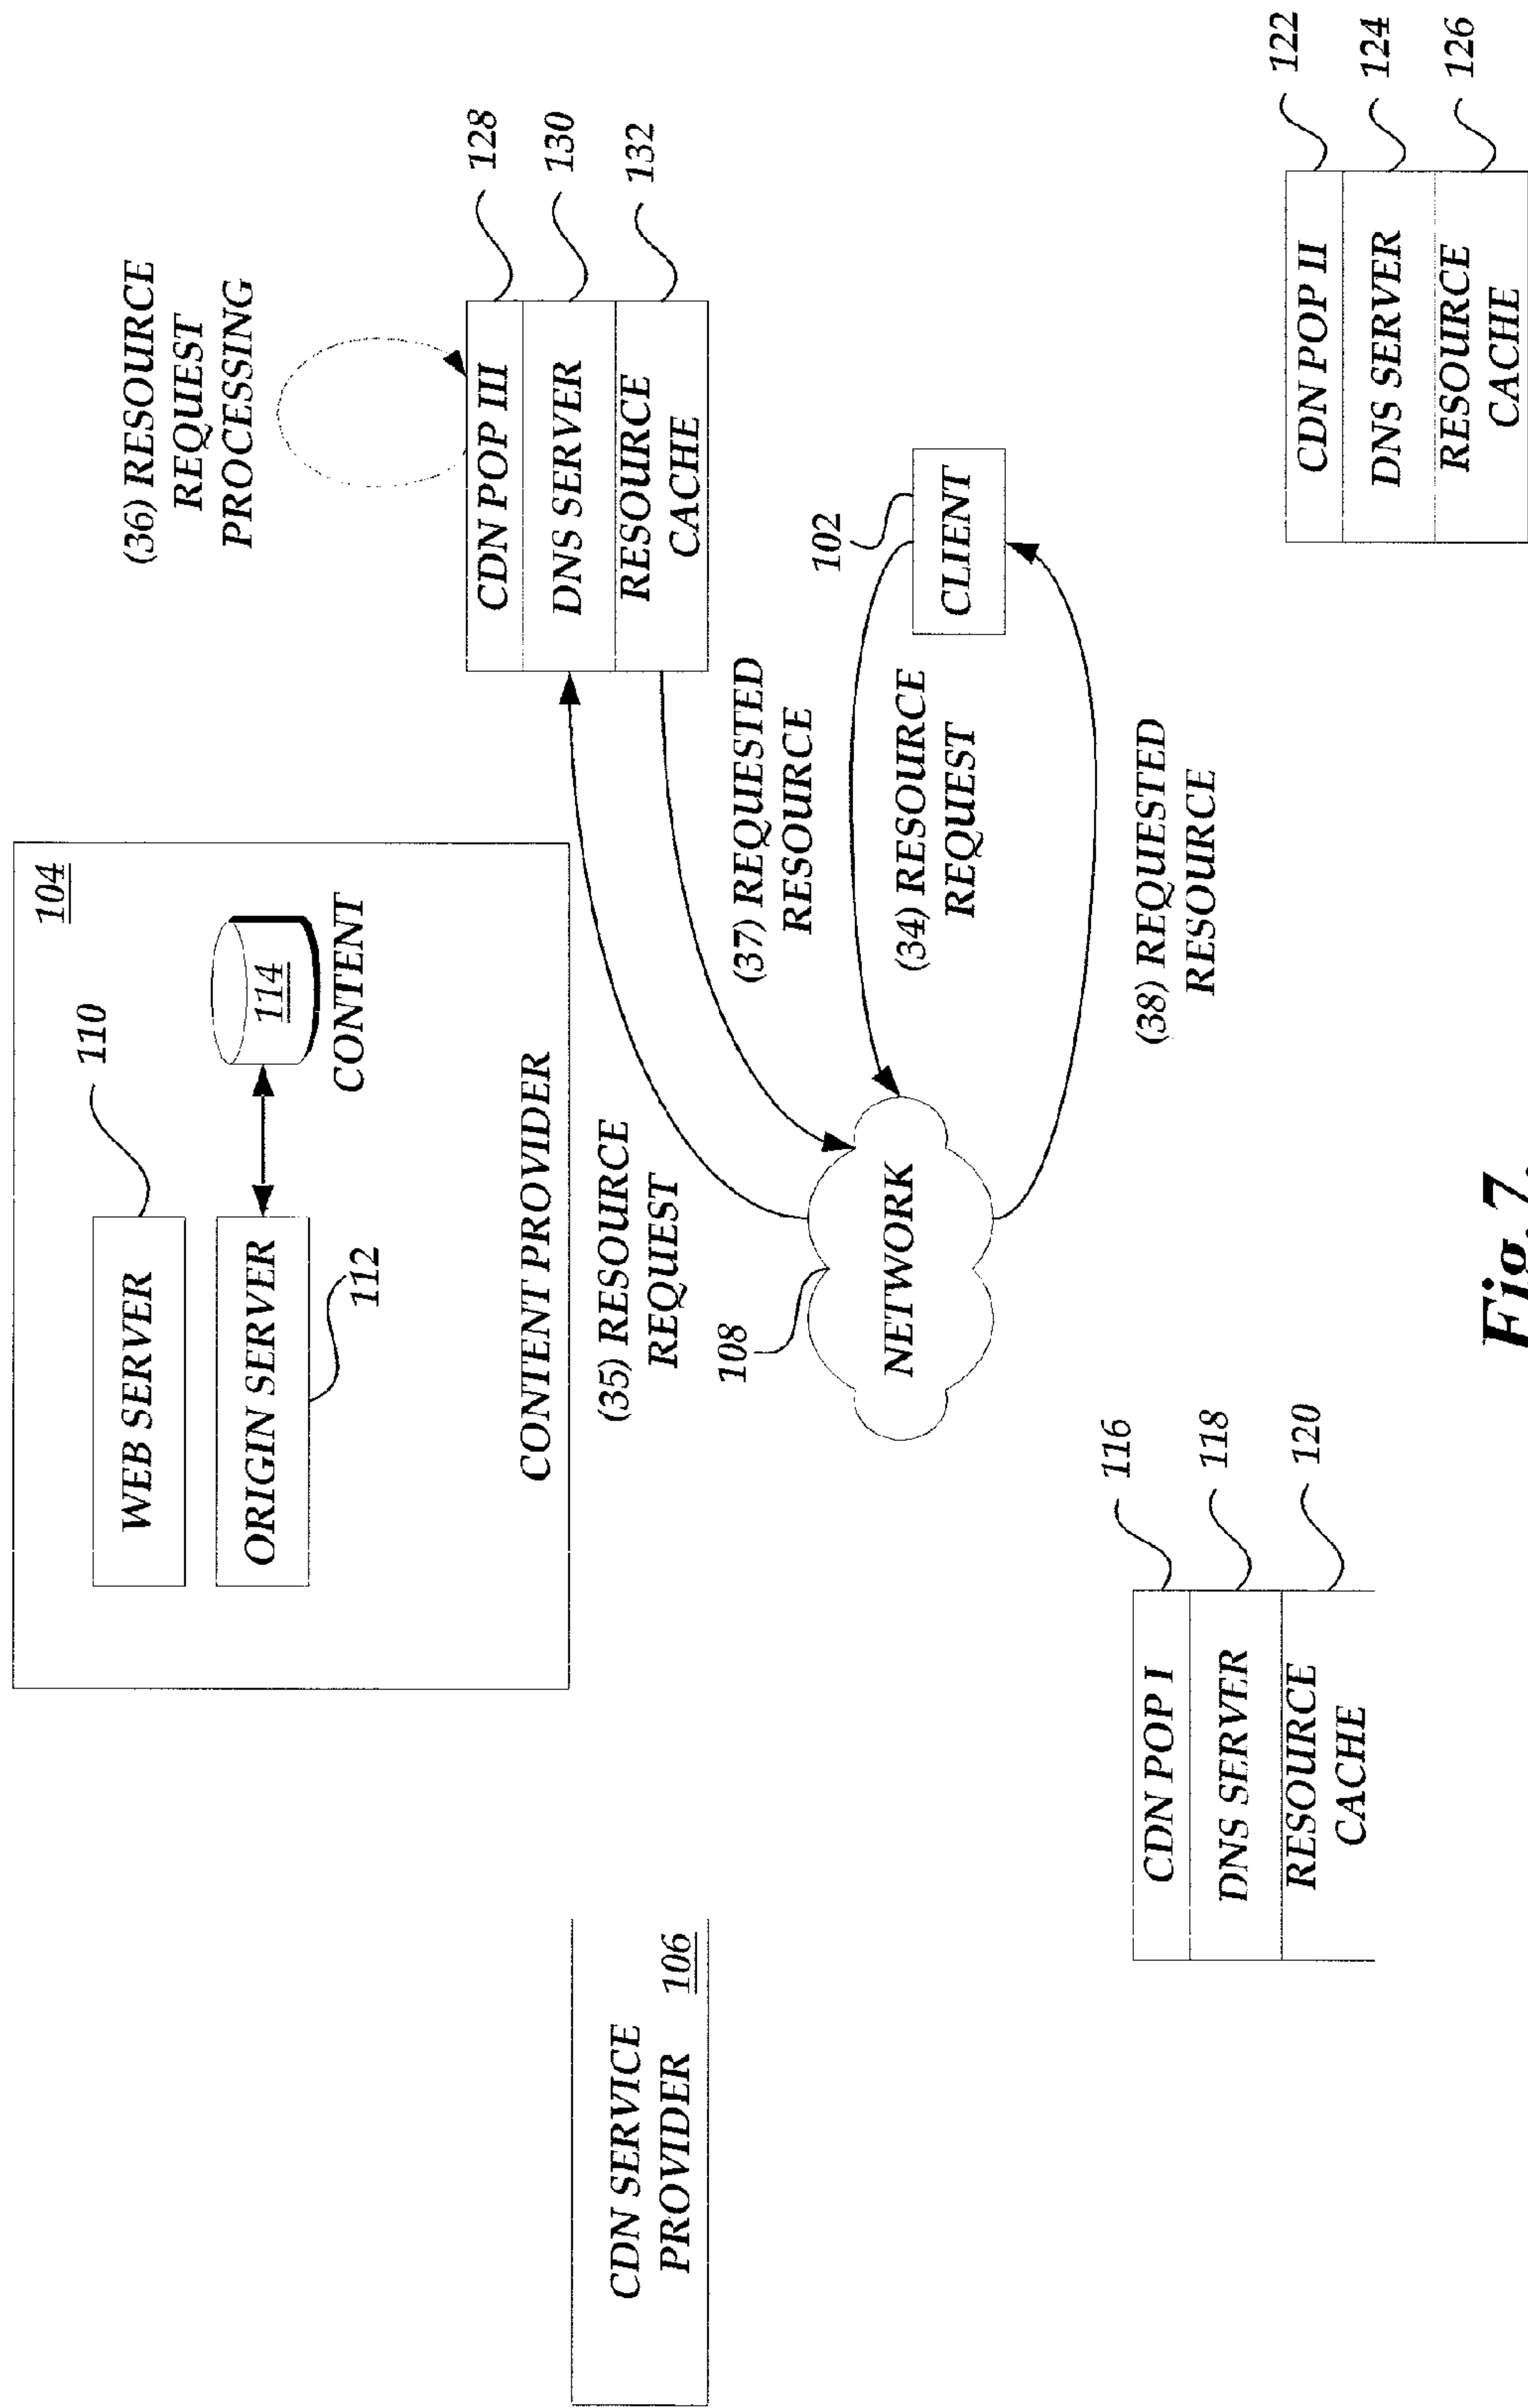 104
110
WEB SERVER
ORIGIN SERVER
114
CONTENT
112
CONTENT PROVIDER
(36) RESOURCE
REQUEST
PROCESSING
CDN POP III
128
DNS SERVER
130
RESOURCE
CACHE
132
CDN SERVICE
PROVIDER
106
(35) RESOURCE
REQUEST
(37) REQUESTED
RESOURCE
108
NETWORK
102
CLIENT
(34) RESOURCE
REQUEST
(38) REQUESTED
RESOURCE
CDN POP I
116
DNS SERVER
118
RESOURCE
CACHE
120
CDN POP II
122
DNS SERVER
124
RESOURCE
CACHE
126
Fig.7.